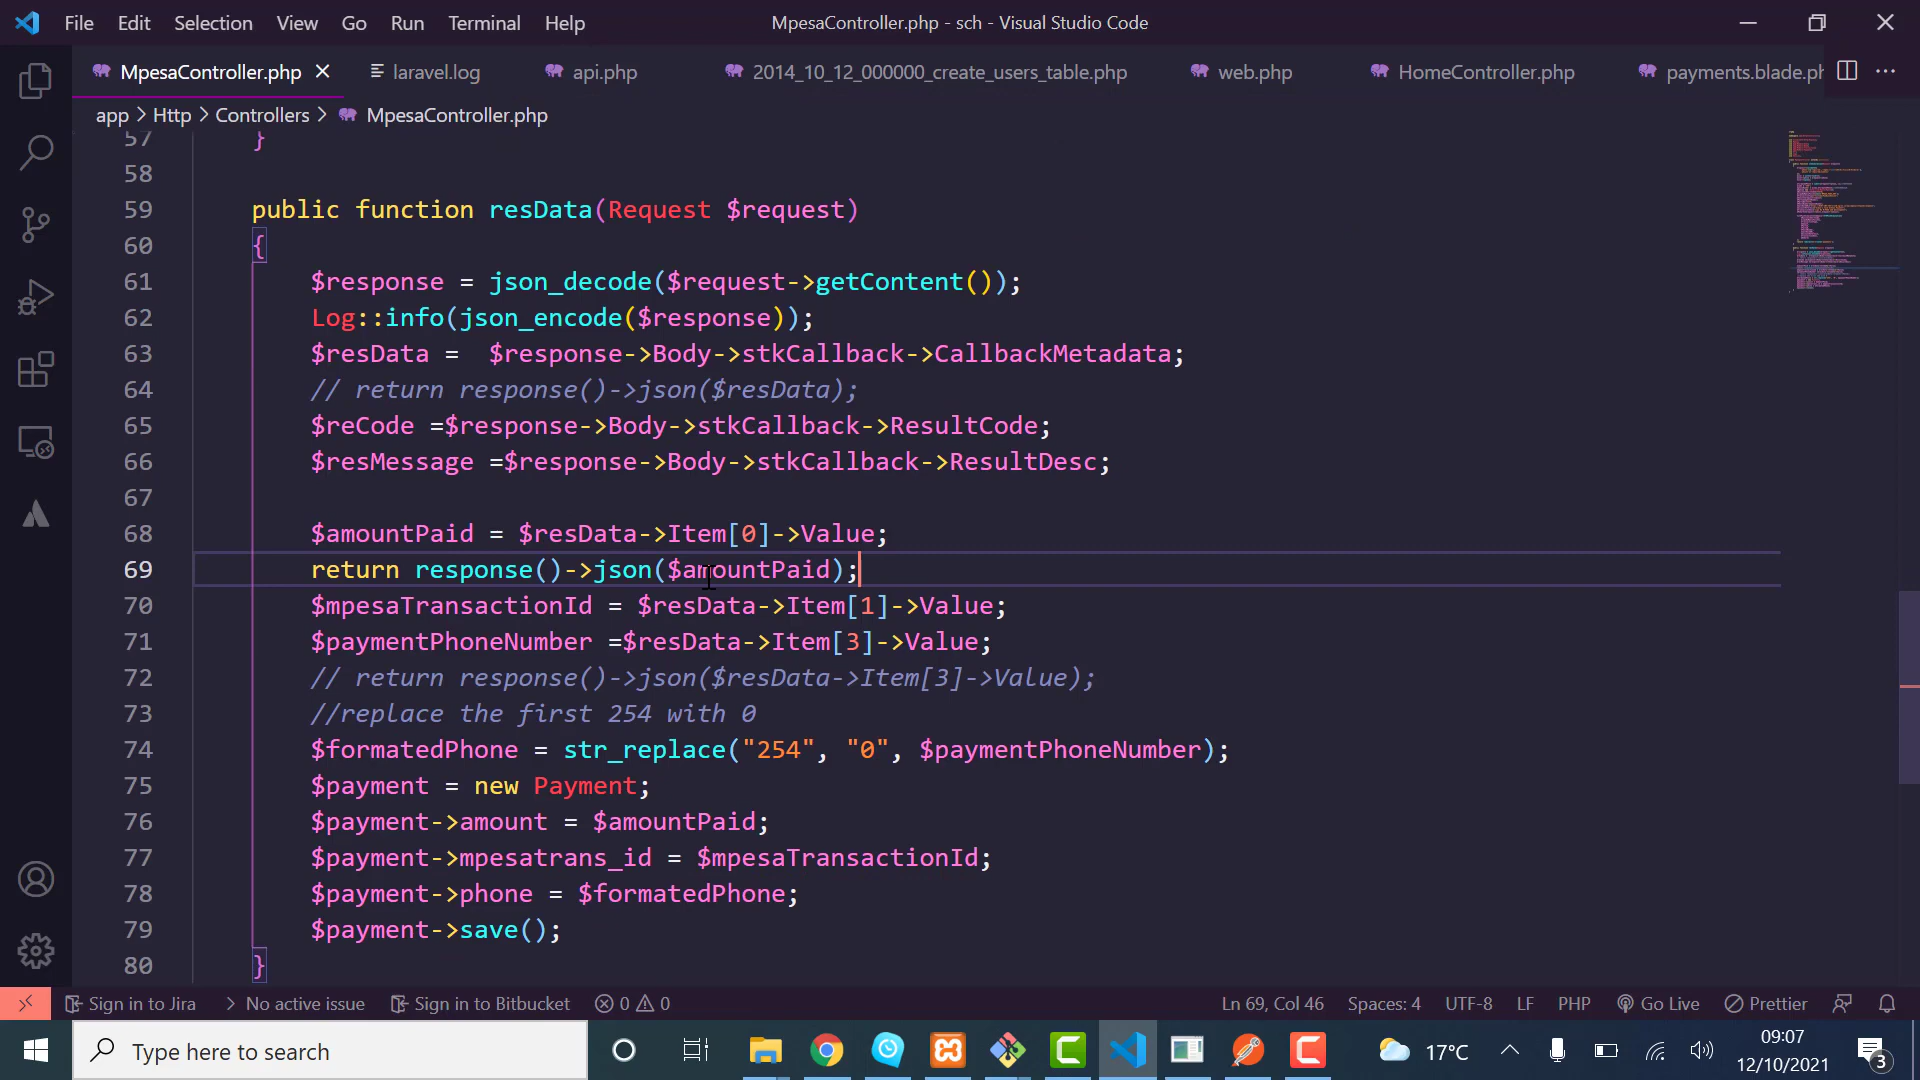 File Edit Selection View Go Run Terminal Help MpesaController.php - sch - Visual Studio Code
MpesaController.php laravel.log api.php 2014_10_12_000000_create_users_table.php web.php HomeController.php payments.blade.ph
app > Http > Controllers > MpesaController.php
57 }
58
59 public function resData(Request $request)
60 {
61 $response = json_decode($request->getContent());
62 Log::info(json_encode($response));
63 $resData =  $response->Body->stkCallback->CallbackMetadata;
64 // return response()->json($resData);
65 $reCode =$response->Body->stkCallback->ResultCode;
66 $resMessage =$response->Body->stkCallback->ResultDesc;
67
68 $amountPaid = $resData->Item[0]->Value;
69 return response()->json($amountPaid);
70 $mpesaTransactionId = $resData->Item[1]->Value;
71 $paymentPhoneNumber =$resData->Item[3]->Value;
72 // return response()->json($resData->Item[3]->Value);
73 //replace the first 254 with 0
74 $formatedPhone = str_replace("254", "0", $paymentPhoneNumber);
75 $payment = new Payment;
76 $payment->amount = $amountPaid;
77 $payment->mpesatrans_id = $mpesaTransactionId;
78 $payment->phone = $formatedPhone;
79 $payment->save();
80 }
Sign in to Jira No active issue Sign in to Bitbucket 0 0 Ln 69, Col 46 Spaces: 4 UTF-8 LF PHP Go Live Prettier
Type here to search 17°C 09:07
12/10/2021 3